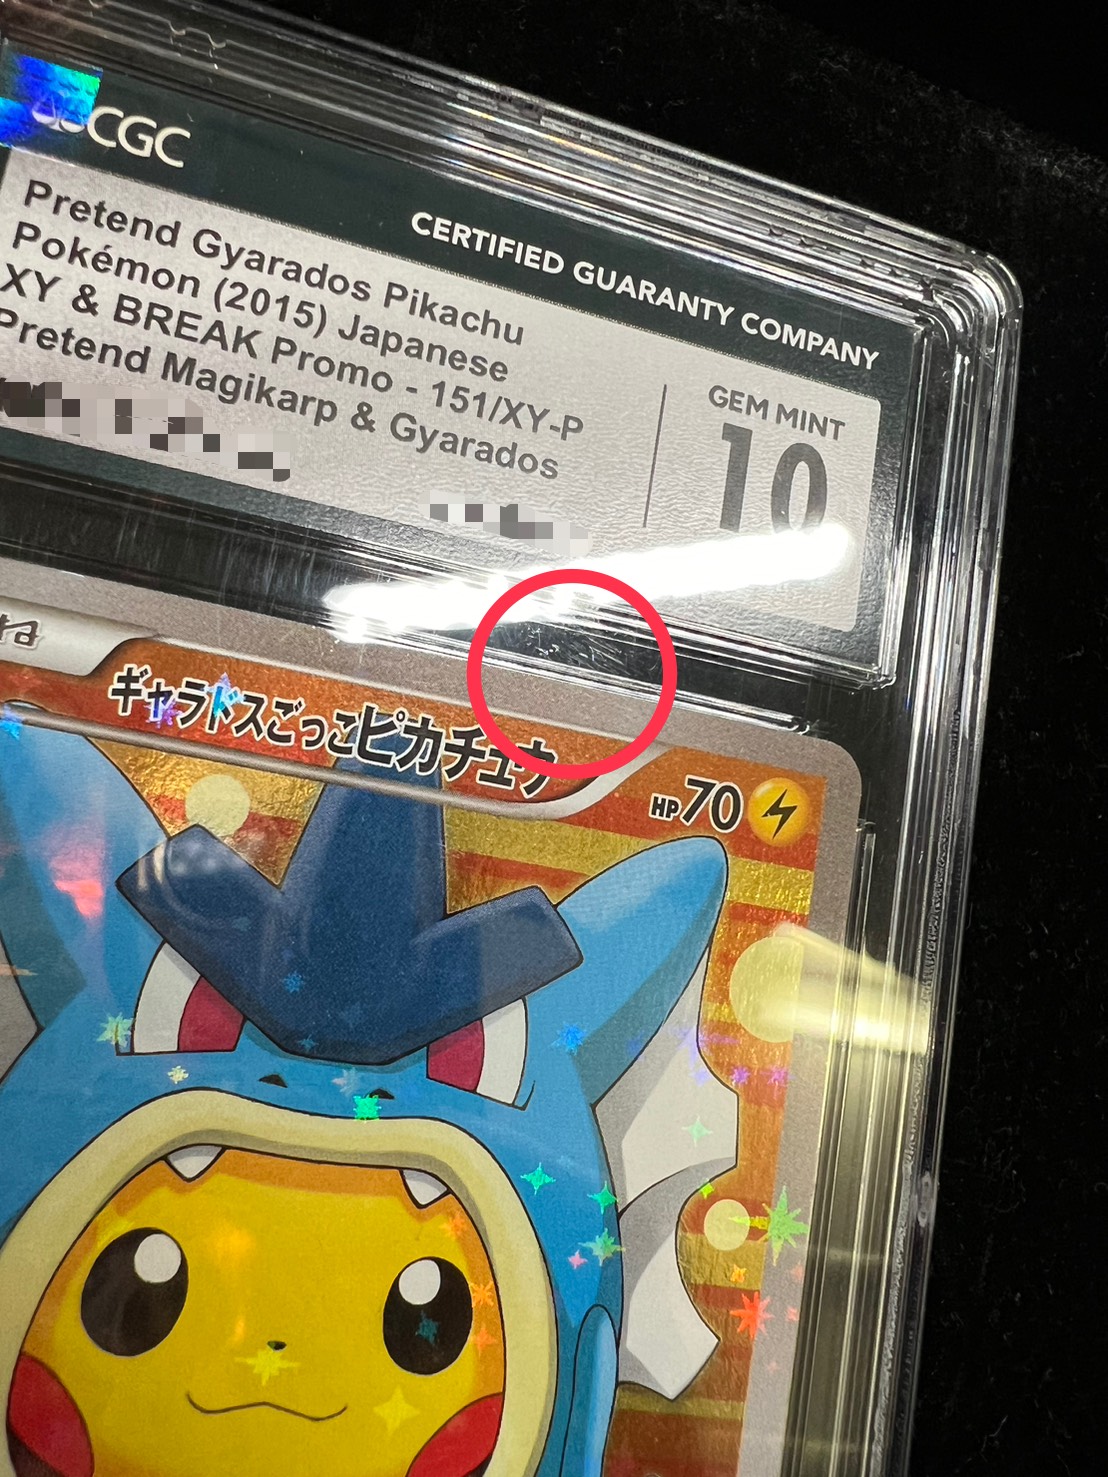 CGC
CERTIFIED GUARANTY COMPANY
Pretend Gyarados Pikachu
Pokémon (2015) Japanese
XY & BREAK Promo - 151/XY-P
Pretend Magikarp & Gyarados
GEM MINT
10
ね
ギャラドスごっこピカチュウ
HP70